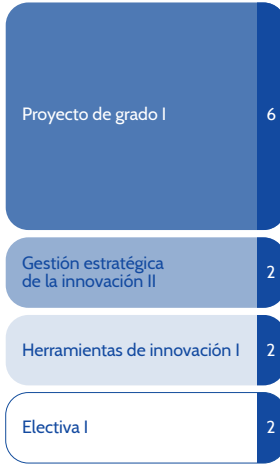 Proyecto de grado I 6
Gestión estratégica
de la innovación II 2
Herramientas de innovación I 2
Electiva I 2